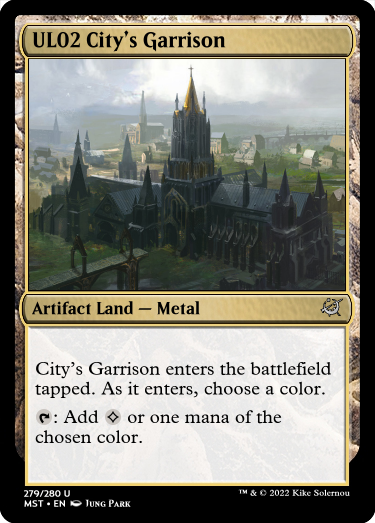 UL02 City's Garrison
Artifact Land — Metal
City's Garrison enters the battlefield
tapped. As it enters, choose a color.
: Add or one mana of the
chosen color.
279/280 U
MST • EN Jung Park
™ & © 2022 Kike Solernou